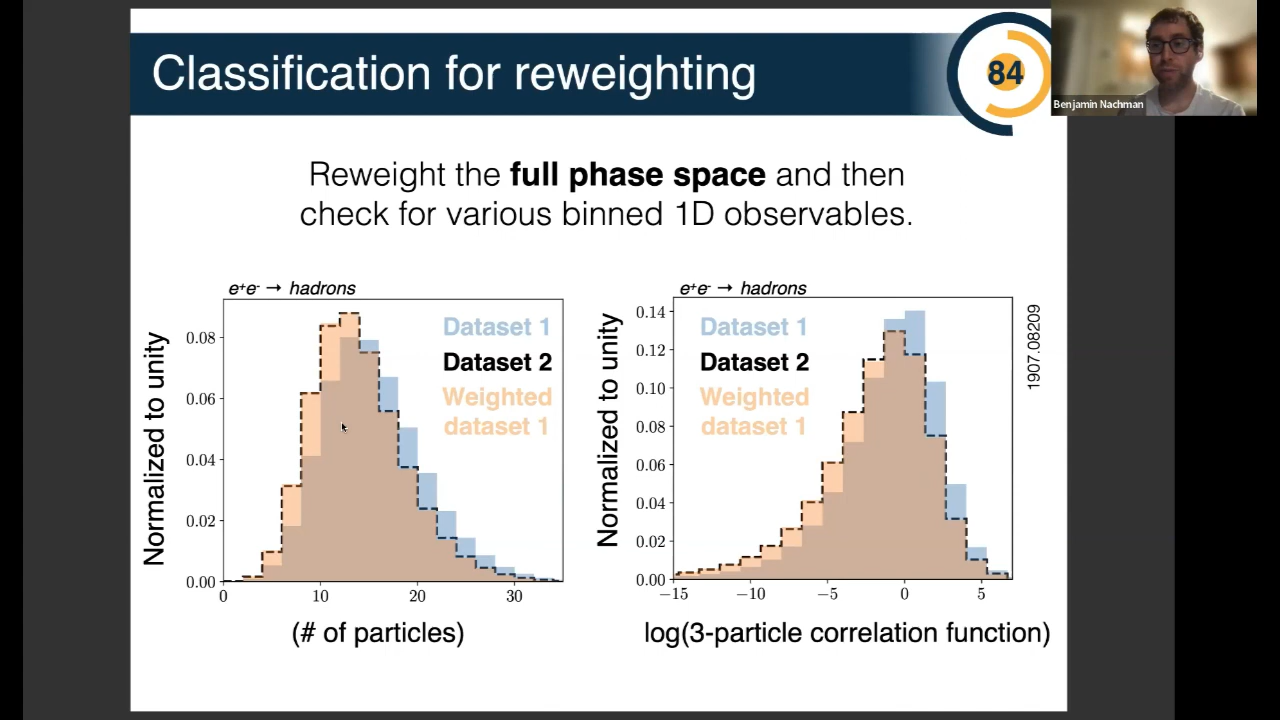 Classification for reweighting
84
Benjamin Nachman
Reweight the full phase space and then
check for various binned 1D observables.
e⁺e⁻ → hadrons
Normalized to unity
0.08
0.06
0.04
0.02
0.00
0
10
20
30
Dataset 1
Dataset 2
Weighted
dataset 1
(# of particles)
e⁺e⁻ → hadrons
Normalized to unity
0.14
0.12
0.10
0.08
0.06
0.04
0.02
0.00
−15
−10
−5
0
5
Dataset 1
Dataset 2
Weighted
dataset 1
log(3-particle correlation function)
1907.08209